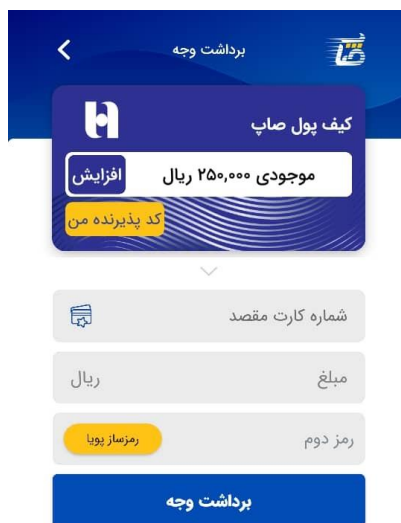 برداشت وجه
کیف پول صاپ
موجودی ۲۵۰,۰۰۰ ریال افزایش
کد پذیرنده من
شماره کارت مقصد
مبلغ ریال
رمز دوم رمزساز پویا
برداشت وجه